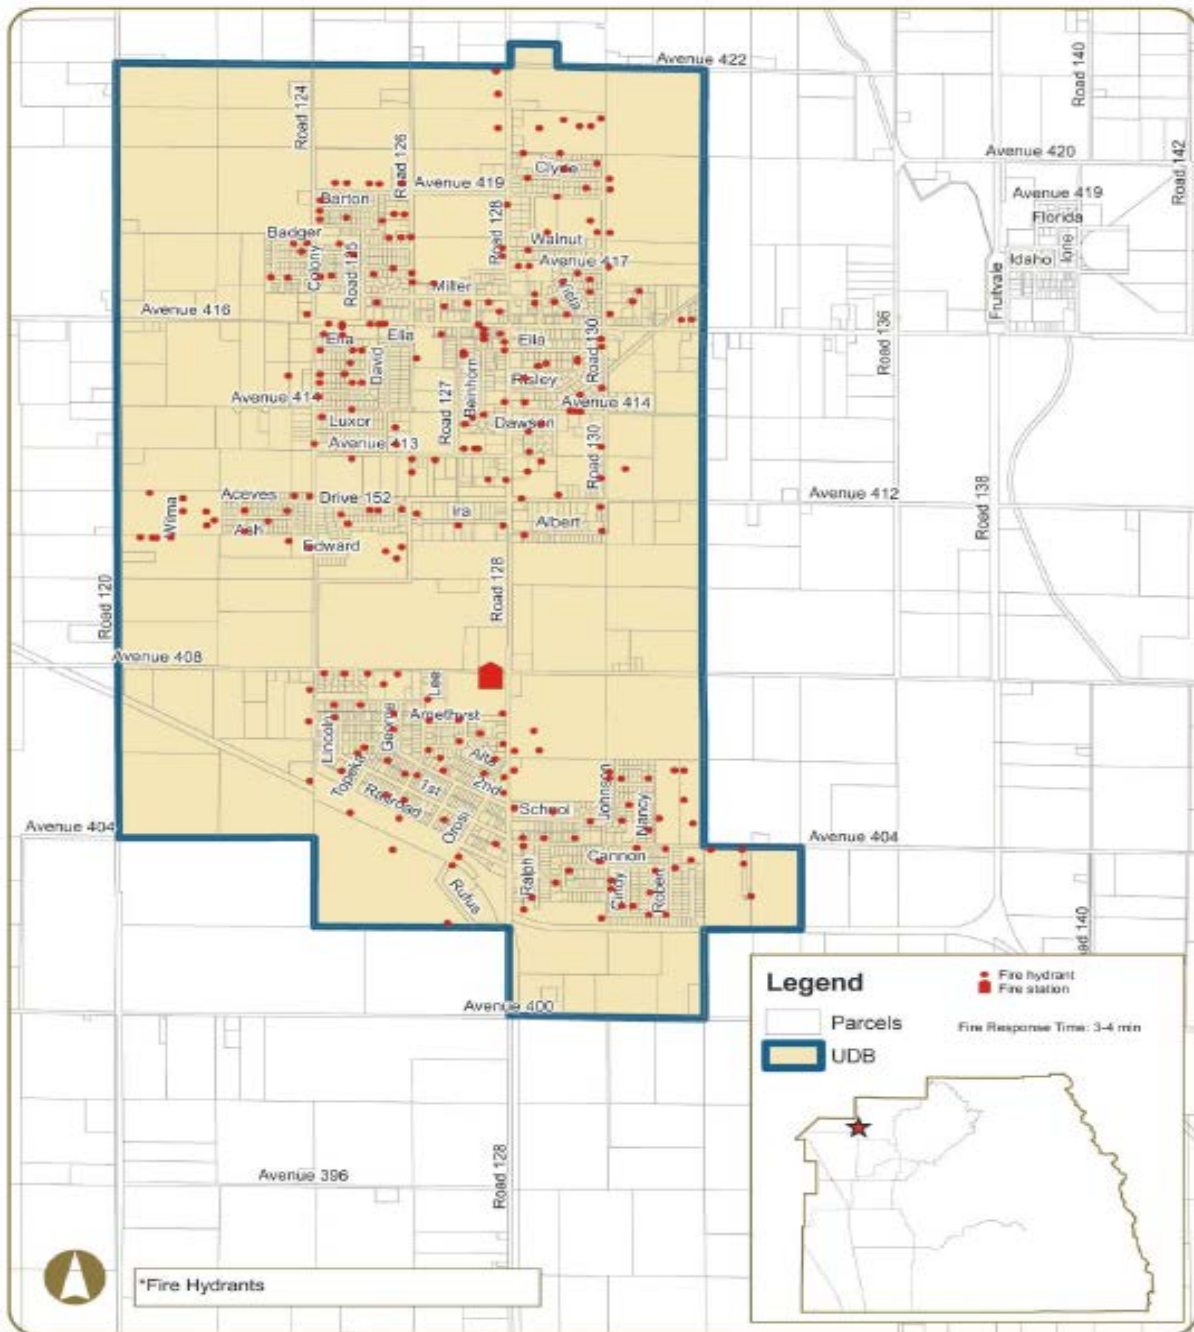 Avenue 422
Road 140
Road 124
Road 126
Avenue 420
Road 142
Clyde
Avenue 419
Avenue 419
Barton
Florida
Road 128
Badger
Walnut
Ione
Colony
Road 125
Avenue 417
Idaho
Miller
Fruitvale
Avenue 416
Road 136
Ella
Ella
Ella
Road 130
David
Risley
Beinhorn
Avenue 414
Avenue 414
Road 127
Luxor
Dawson
Avenue 413
Road 130
Aceves
Drive 152
Avenue 412
Wilma
Ira
Albert
Road 138
Ash
Edward
Road 128
Road 120
Avenue 408
Lee
Amethyst
Lincoln
George
Alta
Topeka
1st
2nd
Johnson
Railroad
School
Nancy
Orosi
Avenue 404
Avenue 404
Cannon
Ralph
Cindy
Robert
Rufus
ad 140
Avenue 400
Legend
Fire hydrant
Fire station
Parcels
Fire Response Time: 3-4 min
UDB
Road 128
Avenue 396
*Fire Hydrants